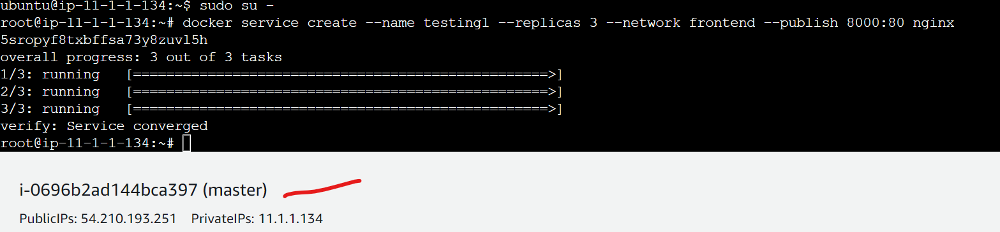 ubuntu@ip-11-1-1-134:~$ sudo su -
root@ip-11-1-1-134:~# docker service create --name testing1 --replicas 3 --network frontend --publish 8000:80 nginx
5sropyf8txbffsa73y8zuvl5h
overall progress: 3 out of 3 tasks
1/3: running   [==================================================>]
2/3: running   [==================================================>]
3/3: running   [==================================================>]
verify: Service converged
root@ip-11-1-1-134:~#
i-0696b2ad144bca397 (master)
PublicIPs: 54.210.193.251   PrivateIPs: 11.1.1.134